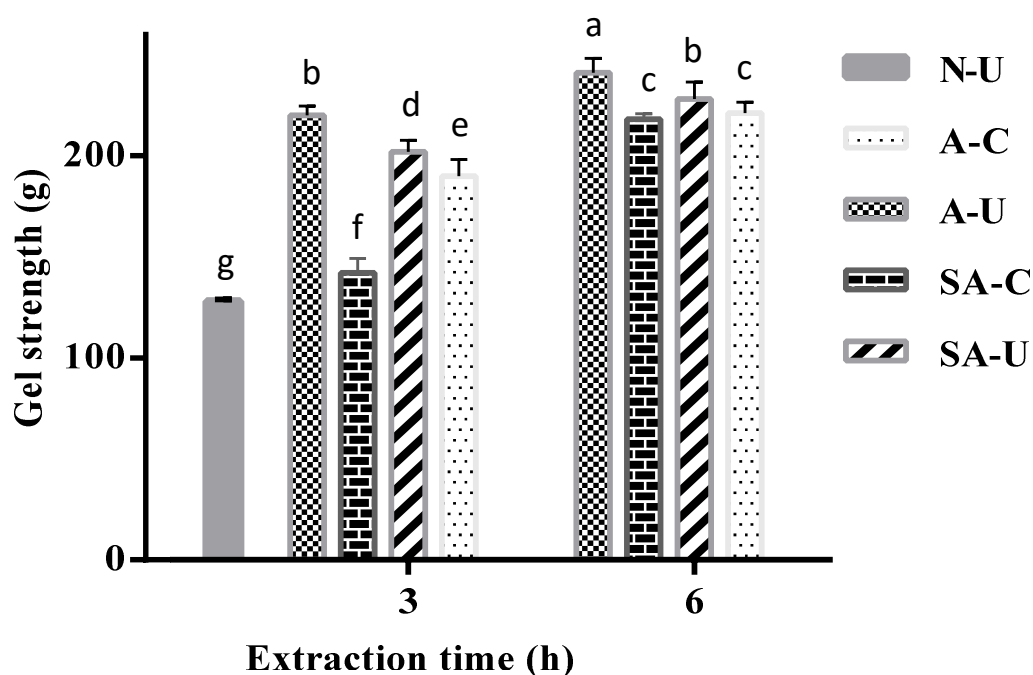 Gel strength (g)
200
100
0
g
b
f
d
e
a
c
b
c
3
6
Extraction time (h)
N-U
A-C
A-U
SA-C
SA-U